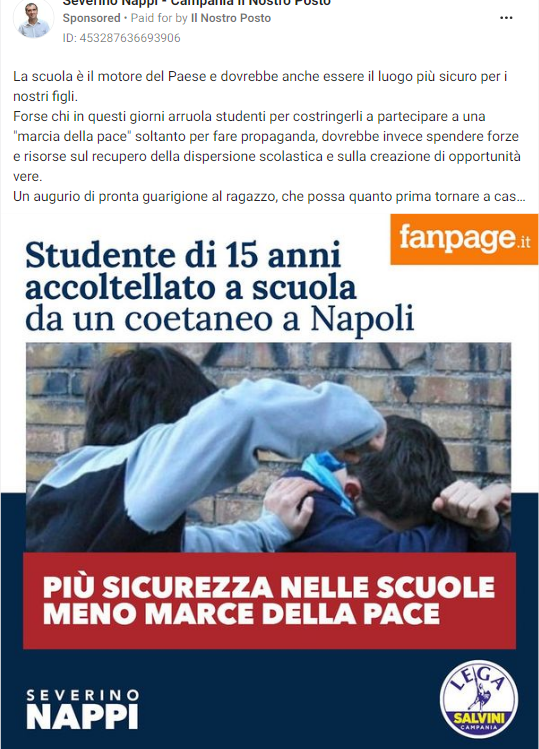 Severino Nappi - Campania Il Nostro Posto
Sponsored • Paid for by Il Nostro Posto
ID: 453287636693906
La scuola è il motore del Paese e dovrebbe anche essere il luogo più sicuro per i
nostri figli.
Forse chi in questi giorni arruola studenti per costringerli a partecipare a una
"marcia della pace" soltanto per fare propaganda, dovrebbe invece spendere forze
e risorse sul recupero della dispersione scolastica e sulla creazione di opportunità
vere.
Un augurio di pronta guarigione al ragazzo, che possa quanto prima tornare a cas...
fanpage.it
Studente di 15 anni
accoltellato a scuola
da un coetaneo a Napoli
PIÙ SICUREZZA NELLE SCUOLE
MENO MARCE DELLA PACE
SEVERINO
NAPPI
LEGA
SALVINI
CAMPANIA